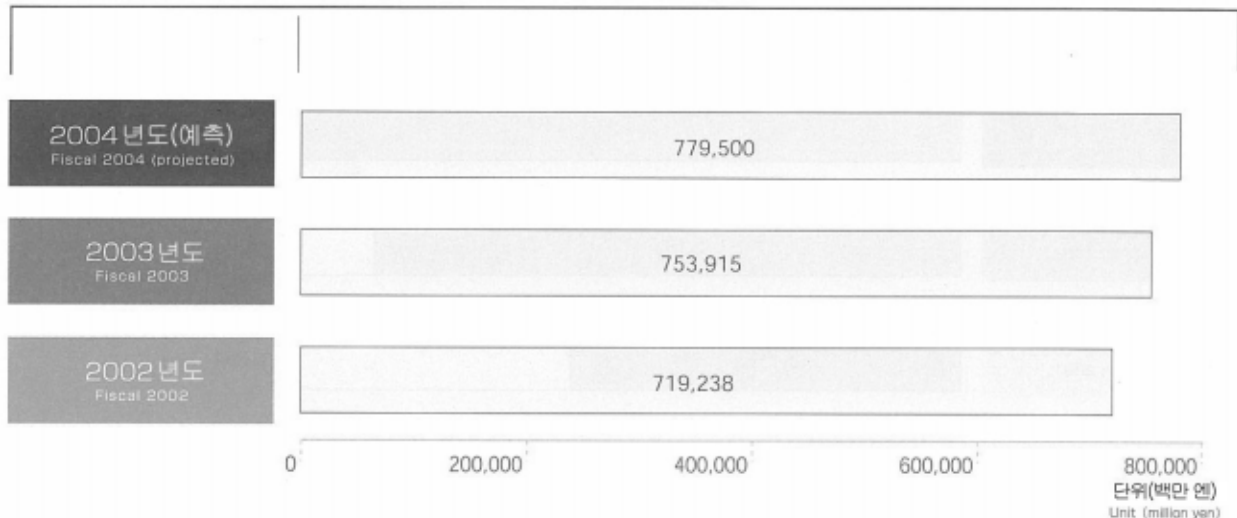 2004년도(예측)
Fiscal 2004 (projected)
779,500
2003년도
Fiscal 2003
753,915
2002년도
Fiscal 2002
719,238
0 200,000 400,000 600,000 800,000
단위(백만 엔)
Unit (million yen)